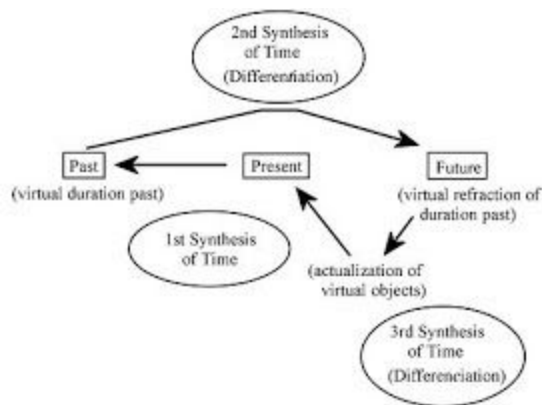 2nd Synthesis
of Time
(Differentiation)
Past
Present
Future
(virtual duration past)
(virtual refraction of
duration past)
1st Synthesis
of Time
(actualization of
virtual objects)
3rd Synthesis
of Time
(Differenciation)